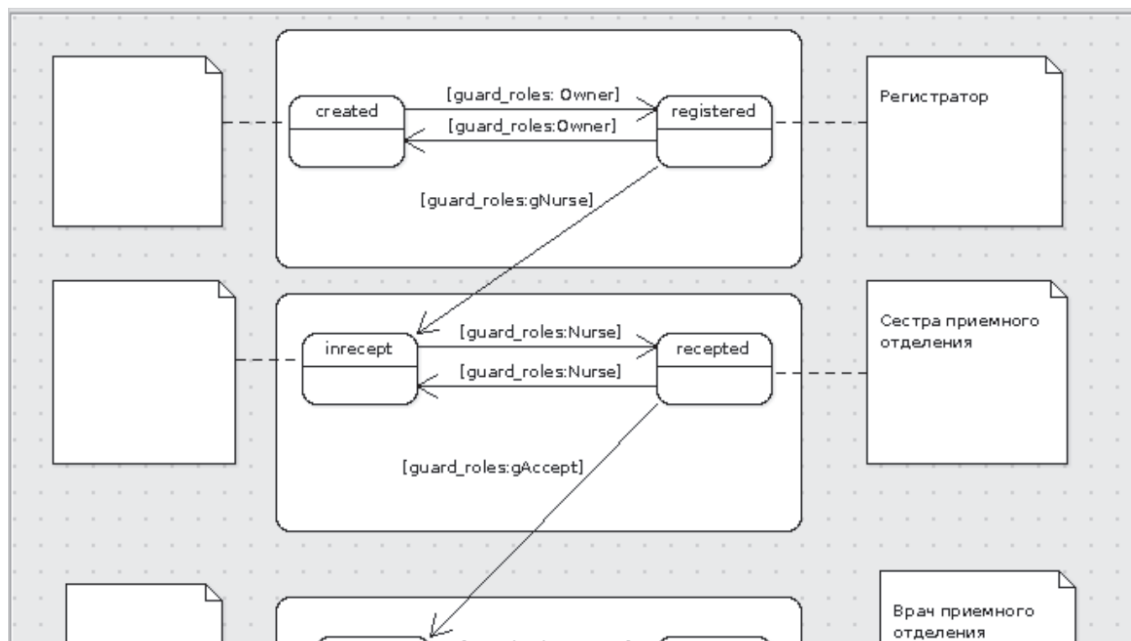 [guard_roles: Owner]
created
registered
[guard_roles:Owner]
Регистратор
[guard_roles:gNurse]
[guard_roles:Nurse]
inrecept
recepted
[guard_roles:Nurse]
Сестра приемного
отделения
[guard_roles:gAccept]
Врач приемного
отделения